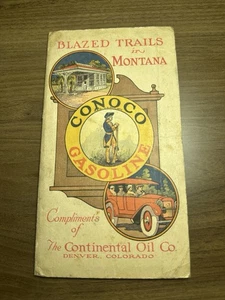 BLAZED TRAILS
in
MONTANA
CONOCO
GASOLINE
Compliments
of
The Continental Oil Co.
DENVER, COLORADO